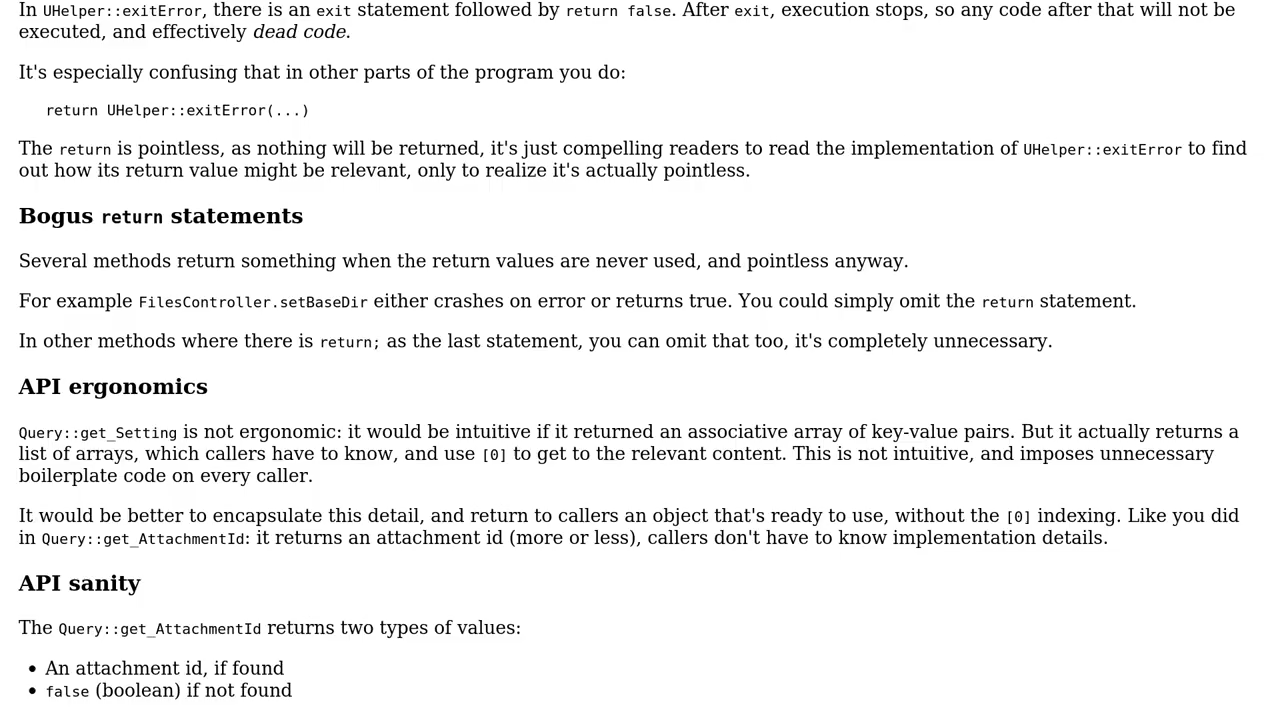 In UHelper::exitError, there is an exit statement followed by return false. After exit, execution stops, so any code after that will not be
executed, and effectively dead code.
It's especially confusing that in other parts of the program you do:
return UHelper::exitError(...)
The return is pointless, as nothing will be returned, it's just compelling readers to read the implementation of UHelper::exitError to find
out how its return value might be relevant, only to realize it's actually pointless.
Bogus return statements
Several methods return something when the return values are never used, and pointless anyway.
For example FilesController.setBaseDir either crashes on error or returns true. You could simply omit the return statement.
In other methods where there is return; as the last statement, you can omit that too, it's completely unnecessary.
API ergonomics
Query::get_Setting is not ergonomic: it would be intuitive if it returned an associative array of key-value pairs. But it actually returns a
list of arrays, which callers have to know, and use [0] to get to the relevant content. This is not intuitive, and imposes unnecessary
boilerplate code on every caller.
It would be better to encapsulate this detail, and return to callers an object that's ready to use, without the [0] indexing. Like you did
in Query::get_AttachmentId: it returns an attachment id (more or less), callers don't have to know implementation details.
API sanity
The Query::get_AttachmentId returns two types of values:
• An attachment id, if found
• false (boolean) if not found